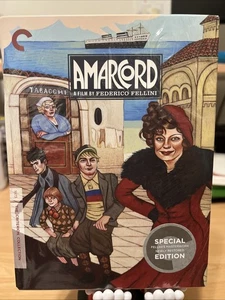 AMARCORD
A FILM BY FEDERICO FELLINI
TABACCHI
SPECIAL
EDITION